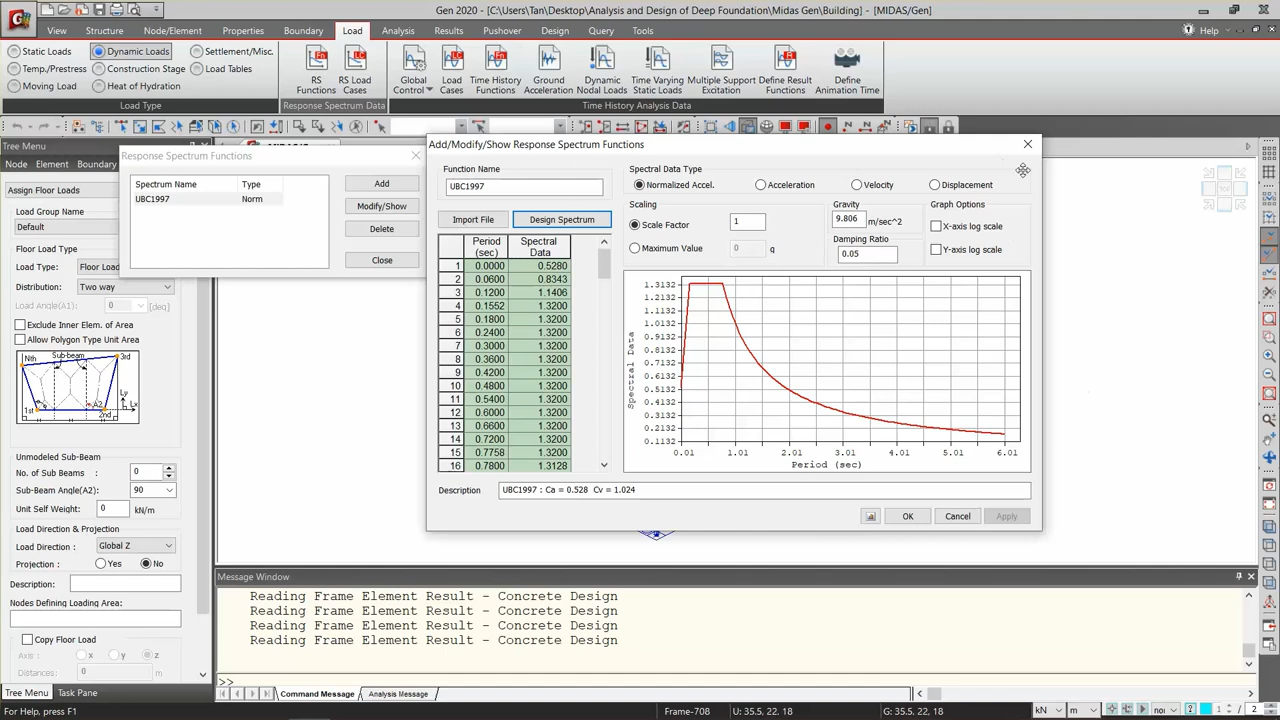 Gen 2020 - [C:\Users\Tan\Desktop\Analysis and Design of Deep Foundation\Midas Gen\Building] - [MIDAS/Gen]
View Structure Node/Element Properties Boundary Load Analysis Results Pushover Design Query Tools Help
Static Loads Dynamic Loads Settlement/Misc.
Temp./Prestress Construction Stage Load Tables
Moving Load Heat of Hydration
RS Functions
RS Load Cases
Global Control
Load Cases
Time History Functions
Ground Acceleration
Dynamic Nodal Loads
Time Varying Static Loads
Multiple Support Excitation
Define Result Functions
Define Animation Time
Load Type Response Spectrum Data Time History Analysis Data
Tree Menu
Node Element Boundary
Assign Floor Loads
Load Group Name
Default
Floor Load Type
Load Type: Floor Load
Distribution: Two way
Load Angle(A1) : 0 [deg]
Exclude Inner Elem. of Area
Allow Polygon Type Unit Area
Nth Sub-beam 3rd
Ly
A2 Lx
1st 2nd
Unmodeled Sub-Beam
No. of Sub Beams : 0
Sub-Beam Angle(A2) : 90
Unit Self Weight: 0 kN/m
Load Direction & Projection
Load Direction : Global Z
Projection : Yes No
Description:
Nodes Defining Loading Area:
Copy Floor Load
Axis : x y z
Distances: 0 m
Tree Menu Task Pane
Response Spectrum Functions
Spectrum Name Type
UBC1997 Norm
Add
Modify/Show
Delete
Close
Add/Modify/Show Response Spectrum Functions
Function Name
UBC1997
Import File Design Spectrum
Period (sec) Spectral Data
1 0.0000 0.5280
2 0.0600 0.8343
3 0.1200 1.1406
4 0.1552 1.3200
5 0.1800 1.3200
6 0.2400 1.3200
7 0.3000 1.3200
8 0.3600 1.3200
9 0.4200 1.3200
10 0.4800 1.3200
11 0.5400 1.3200
12 0.6000 1.3200
13 0.6600 1.3200
14 0.7200 1.3200
15 0.7758 1.3200
16 0.7800 1.3128
Spectral Data Type
Normalized Accel. Acceleration Velocity Displacement
Scaling
Scale Factor 1
Maximum Value 0 g
Gravity
9.806 m/sec^2
Damping Ratio
0.05
Graph Options
X-axis log scale
Y-axis log scale
Spectral Data
1.3132
1.2132
1.1132
1.0132
0.9132
0.8132
0.7132
0.6132
0.5132
0.4132
0.3132
0.2132
0.1132
0.01 1.01 2.01 3.01 4.01 5.01 6.01
Period (sec)
Description UBC1997 : Ca = 0.528 Cv = 1.024
OK Cancel Apply
Message Window
Reading Frame Element Result - Concrete Design
Reading Frame Element Result - Concrete Design
Reading Frame Element Result - Concrete Design
Reading Frame Element Result - Concrete Design
>>
Command Message Analysis Message
For Help, press F1 Frame-708 U: 35.5, 22, 18 G: 35.5, 22, 18 kN m 1 / 2